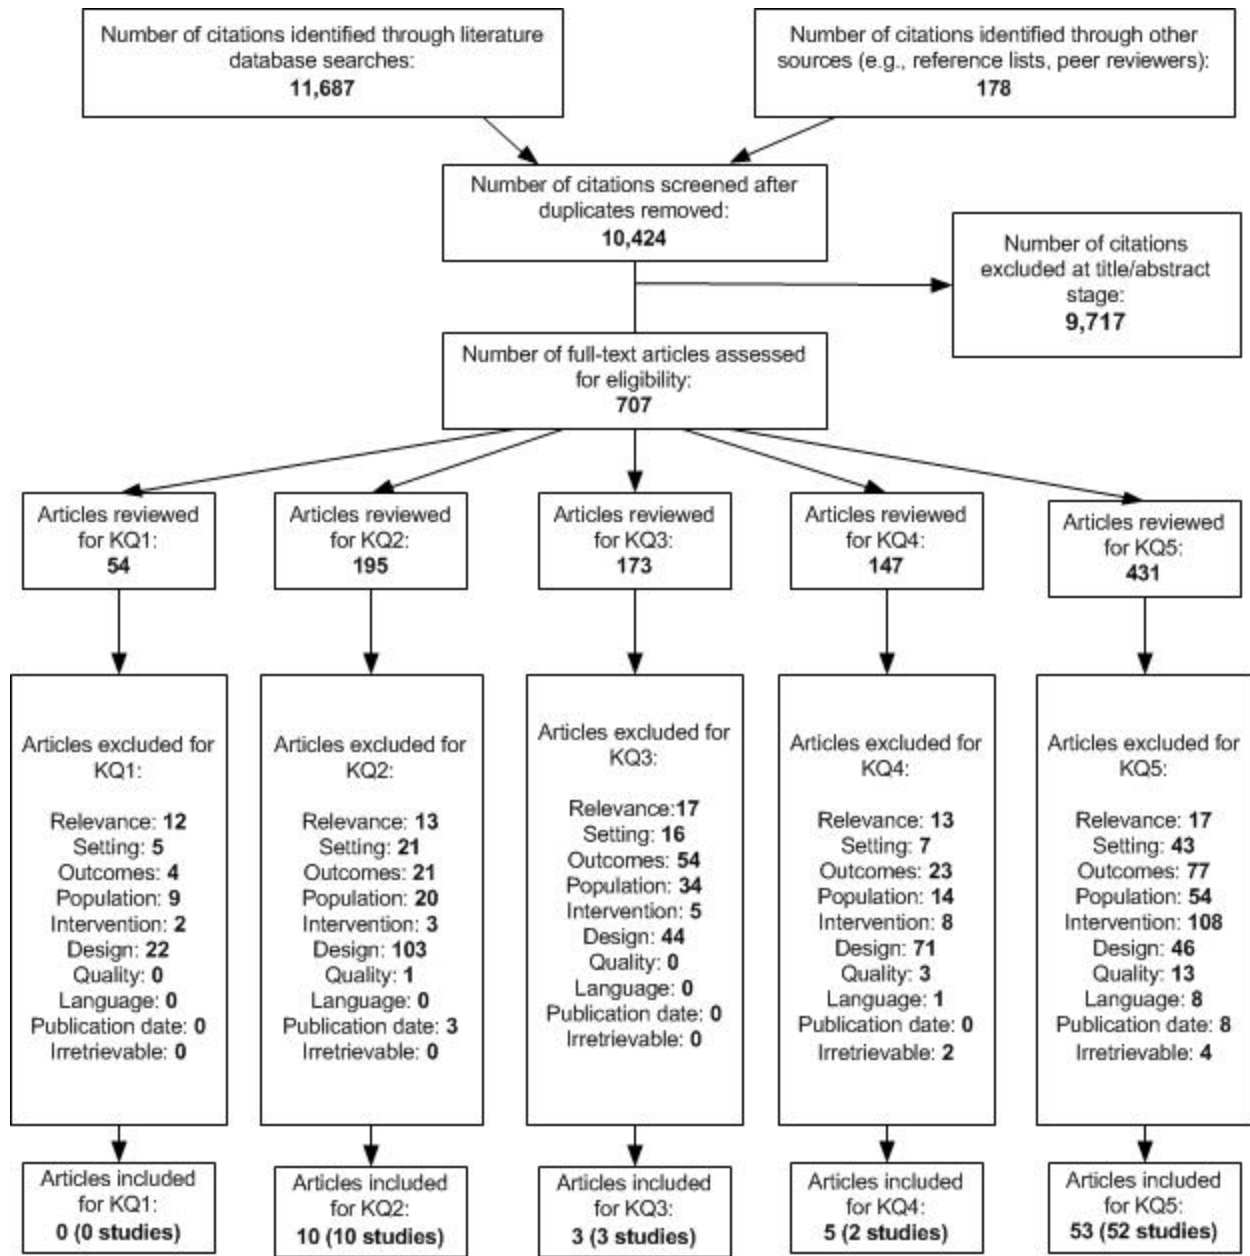 Number of citations identified through literature
database searches:
11,687
Number of citations identified through other
sources (e.g., reference lists, peer reviewers):
178
Number of citations screened after
duplicates removed:
10,424
Number of citations
excluded at title/abstract
stage:
9,717
Number of full-text articles assessed
for eligibility:
707
Articles reviewed
for KQ1:
54
Articles reviewed
for KQ2:
195
Articles reviewed
for KQ3:
173
Articles reviewed
for KQ4:
147
Articles reviewed
for KQ5:
431
Articles excluded for
KQ1:
Relevance: 12
Setting: 5
Outcomes: 4
Population: 9
Intervention: 2
Design: 22
Quality: 0
Language: 0
Publication date: 0
Irretrievable: 0
Articles excluded for
KQ2:
Relevance: 13
Setting: 21
Outcomes: 21
Population: 20
Intervention: 3
Design: 103
Quality: 1
Language: 0
Publication date: 3
Irretrievable: 0
Articles excluded for
KQ3:
Relevance:17
Setting: 16
Outcomes: 54
Population: 34
Intervention: 5
Design: 44
Quality: 0
Language: 0
Publication date: 0
Irretrievable: 0
Articles excluded for
KQ4:
Relevance: 13
Setting: 7
Outcomes: 23
Population: 14
Intervention: 8
Design: 71
Quality: 3
Language: 1
Publication date: 0
Irretrievable: 2
Articles excluded for
KQ5:
Relevance: 17
Setting: 43
Outcomes: 77
Population: 54
Intervention: 108
Design: 46
Quality: 13
Language: 8
Publication date: 8
Irretrievable: 4
Articles included
for KQ1:
0 (0 studies)
Articles included
for KQ2:
10 (10 studies)
Articles included
for KQ3:
3 (3 studies)
Articles included
for KQ4:
5 (2 studies)
Articles included
for KQ5:
53 (52 studies)